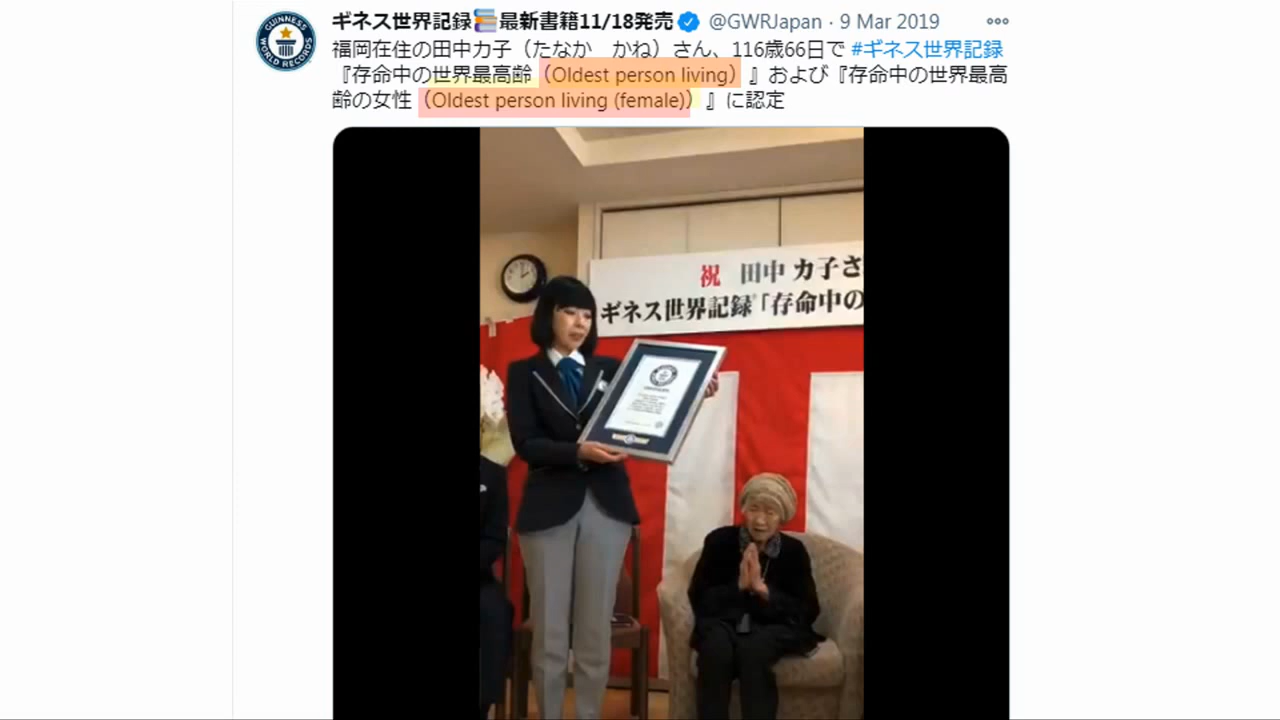 ギネス世界記録📚最新書籍11/18発売 @GWRJapan · 9 Mar 2019
福岡在住の田中カ子（たなか　かね）さん、116歳66日で #ギネス世界記録
『存命中の世界最高齢（Oldest person living）』および『存命中の世界最高
齢の女性（Oldest person living (female)）』に認定
GUINNESS
WORLD RECORDS
祝 田中 カ子さ
ギネス世界記録「存命中の